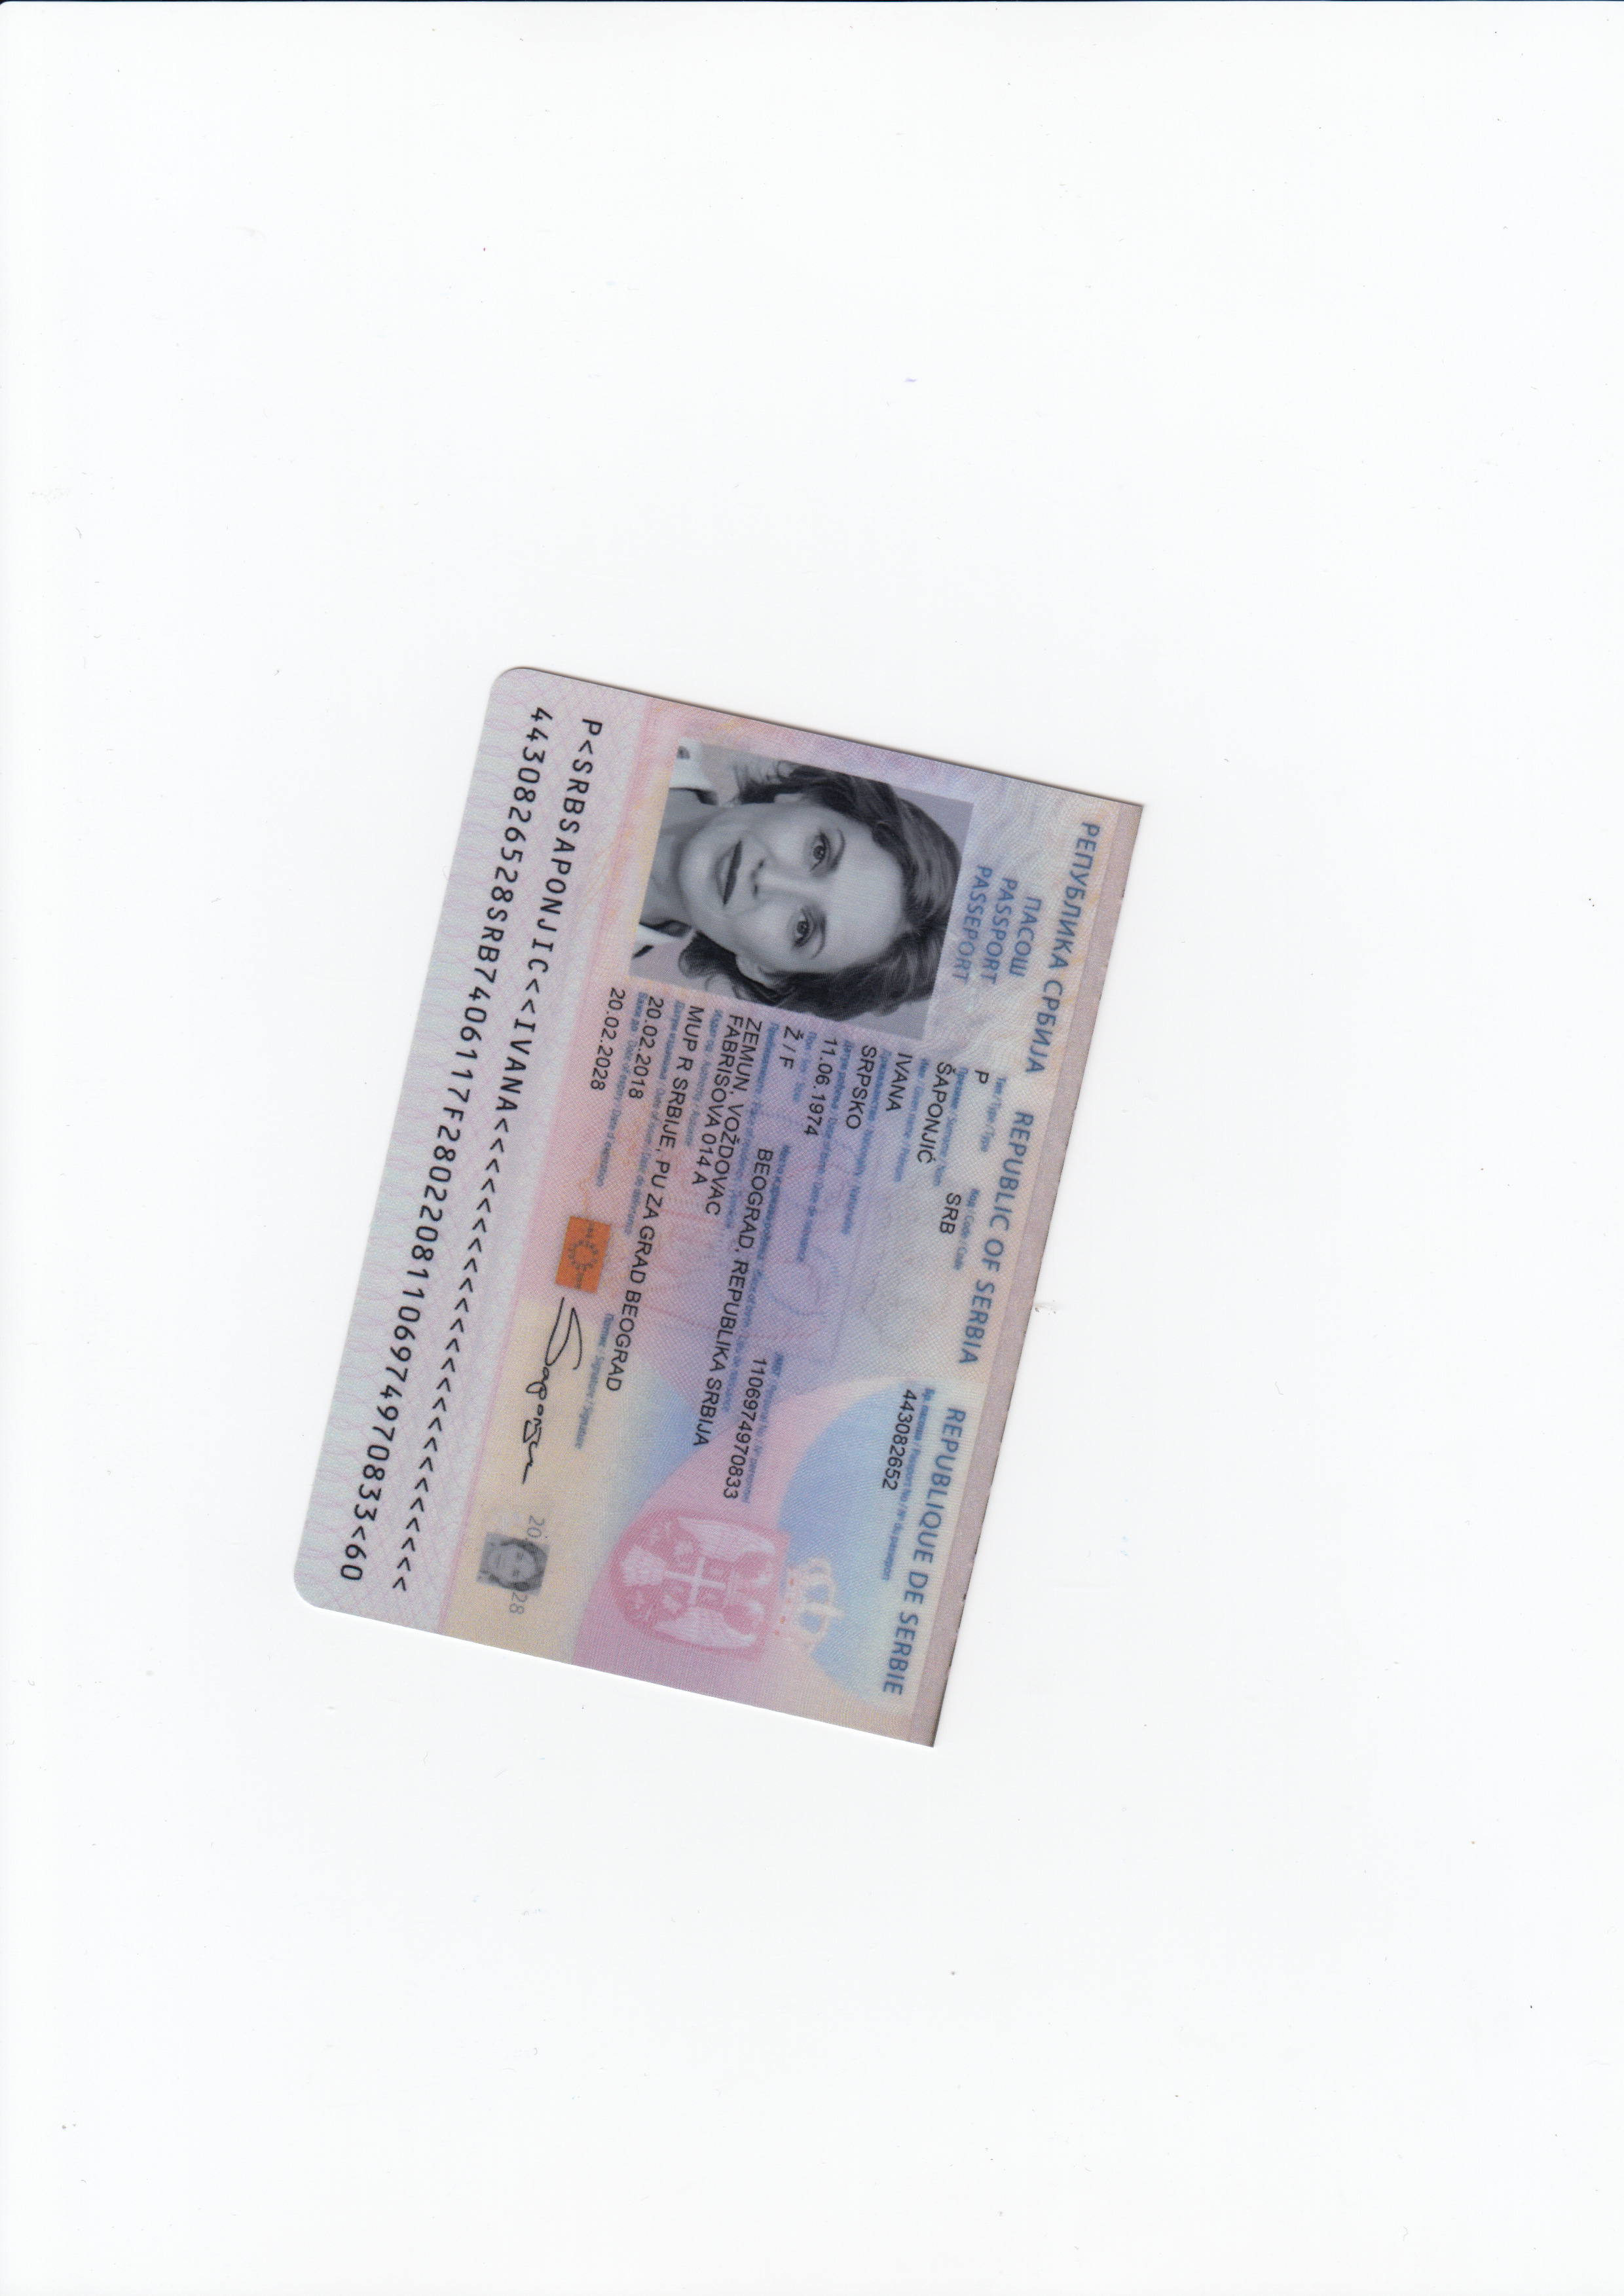 РЕПУБЛИКА СРБИЈА REPUBLIC OF SERBIA REPUBLIQUE DE SERBIE
ПАСОШ
PASSPORT
PASSEPORT
P SRB 443082652
ŠAPONJIĆ
IVANA
SRPSKO
11.06.1974 1106974970833
Ž / F BEOGRAD, REPUBLIKA SRBIJA
ZEMUN, VOŽDOVAC
FABRISOVA 014 A
MUP R SRBIJE, PU ZA GRAD BEOGRAD
20.02.2018
20.02.2028
P<SRBSAPONJIC<<IVANA<<<<<<<<<<<<<<<<<<<<<<<<
4430826528SRB7406117F28022081106974970833<60